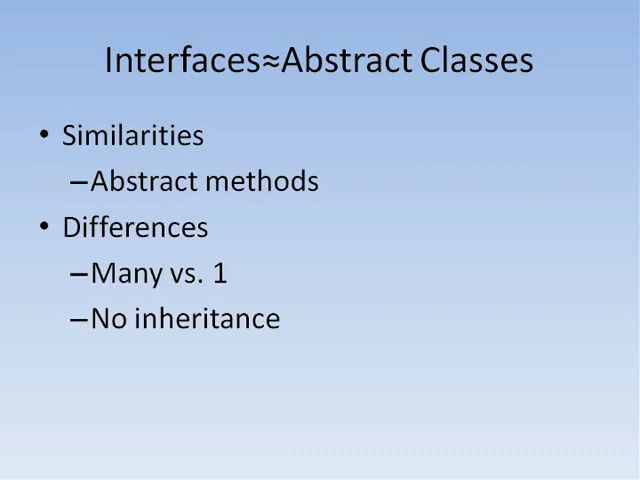 Interfaces≈Abstract Classes
• Similarities
–Abstract methods
• Differences
–Many vs. 1
–No inheritance